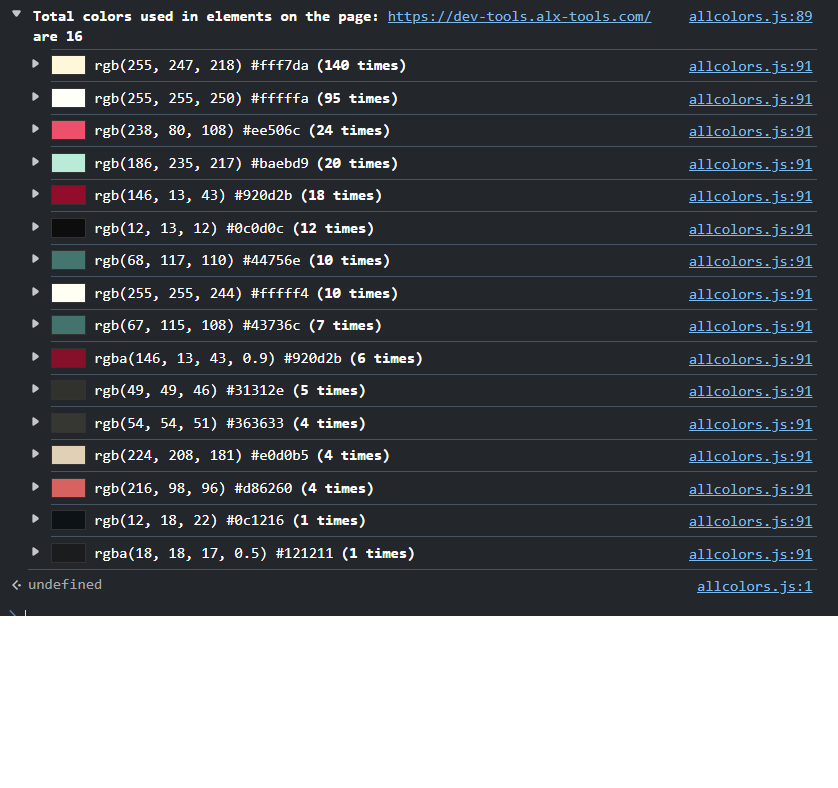 Total colors used in elements on the page: https://dev-tools.alx-tools.com/ allcolors.js:89
are 16
rgb(255, 247, 218) #fff7da (140 times) allcolors.js:91
rgb(255, 255, 250) #fffffa (95 times) allcolors.js:91
rgb(238, 80, 108) #ee506c (24 times) allcolors.js:91
rgb(186, 235, 217) #baebd9 (20 times) allcolors.js:91
rgb(146, 13, 43) #920d2b (18 times) allcolors.js:91
rgb(12, 13, 12) #0c0d0c (12 times) allcolors.js:91
rgb(68, 117, 110) #44756e (10 times) allcolors.js:91
rgb(255, 255, 244) #fffff4 (10 times) allcolors.js:91
rgb(67, 115, 108) #43736c (7 times) allcolors.js:91
rgba(146, 13, 43, 0.9) #920d2b (6 times) allcolors.js:91
rgb(49, 49, 46) #31312e (5 times) allcolors.js:91
rgb(54, 54, 51) #363633 (4 times) allcolors.js:91
rgb(224, 208, 181) #e0d0b5 (4 times) allcolors.js:91
rgb(216, 98, 96) #d86260 (4 times) allcolors.js:91
rgb(12, 18, 22) #0c1216 (1 times) allcolors.js:91
rgba(18, 18, 17, 0.5) #121211 (1 times) allcolors.js:91
undefined allcolors.js:1